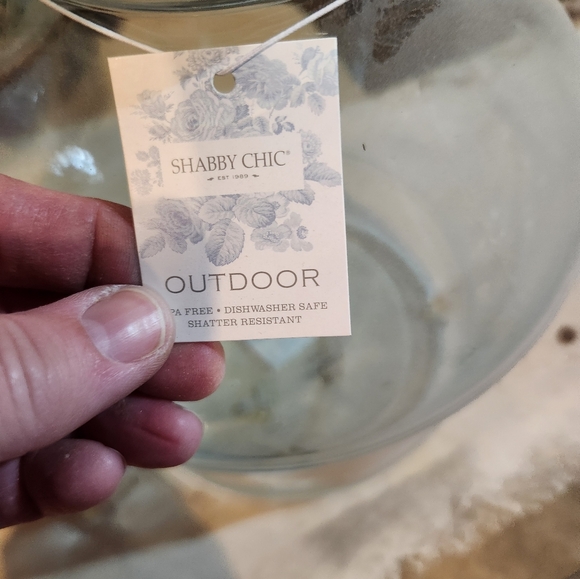 SHABBY CHIC®
EST 1989
OUTDOOR
PA FREE • DISHWASHER SAFE
SHATTER RESISTANT